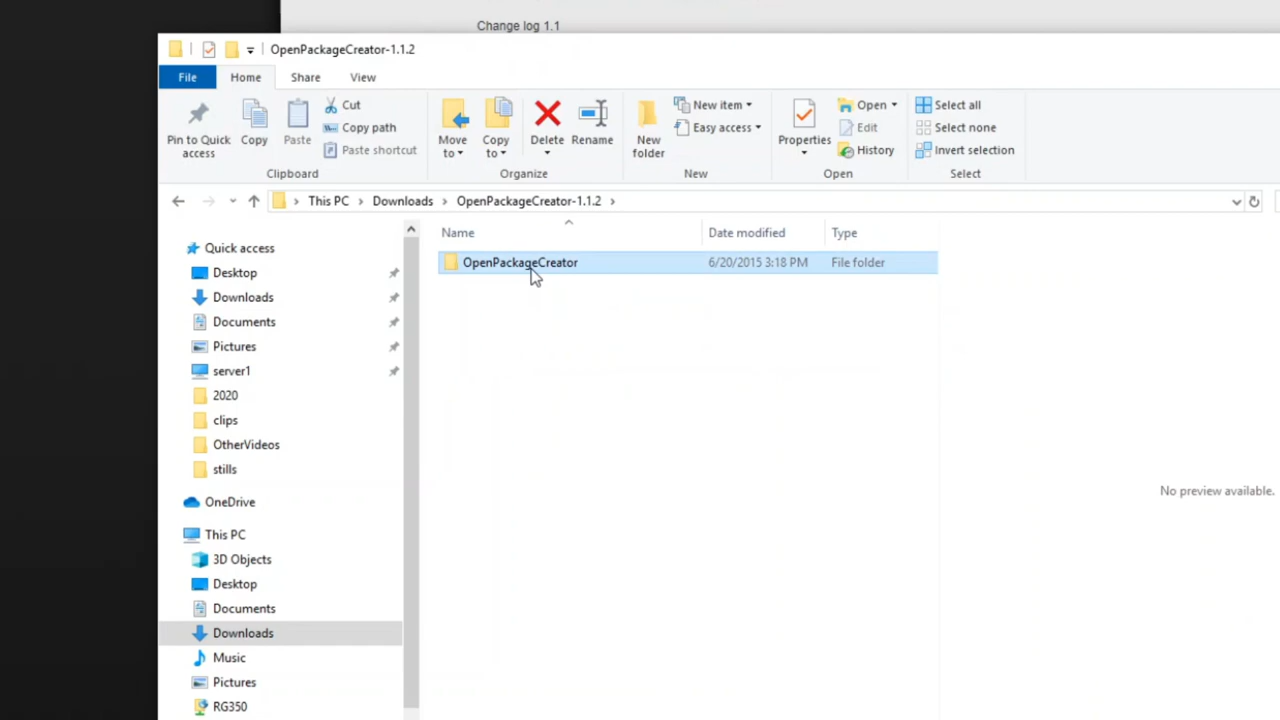 Change log 1.1
OpenPackageCreator-1.1.2
File Home Share View
Pin to Quick access
Copy
Paste
Cut
Copy path
Paste shortcut
Clipboard
Move to
Copy to
Delete
Rename
Organize
New folder
New item
Easy access
New
Properties
Open
Edit
History
Open
Select all
Select none
Invert selection
Select
This PC > Downloads > OpenPackageCreator-1.1.2 >
Name Date modified Type
OpenPackageCreator 6/20/2015 3:18 PM File folder
Quick access
Desktop
Downloads
Documents
Pictures
server1
2020
clips
OtherVideos
stills
OneDrive
This PC
3D Objects
Desktop
Documents
Downloads
Music
Pictures
RG350
No preview available.